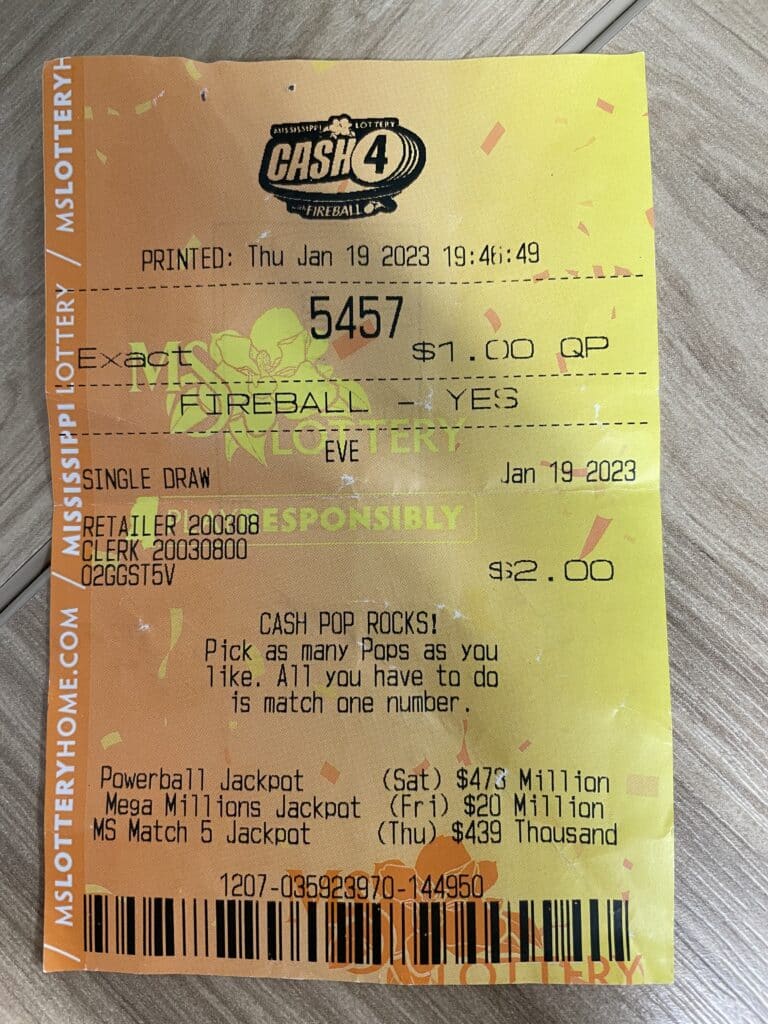 MISSISSIPPI LOTTERY
CASH 4
with FIREBALL
PRINTED: Thu Jan 19 2023 19:46:49
5457
Exact $1.00 QP
FIREBALL - YES
EVE
SINGLE DRAW Jan 19 2023
RETAILER 200308
CLERK 20030800
02GGST5V $2.00
CASH POP ROCKS!
Pick as many Pops as you
like. All you have to do
is match one number.
Powerball Jackpot (Sat) $473 Million
Mega Millions Jackpot (Fri) $20 Million
MS Match 5 Jackpot (Thu) $439 Thousand
1207-035923970-144950
MS
LOTTERY
PLAY RESPONSIBLY
MS
LOTTERY
/ MSLOTTERYHOME.COM / MISSISSIPPI LOTTERY / MSLOTTERYH